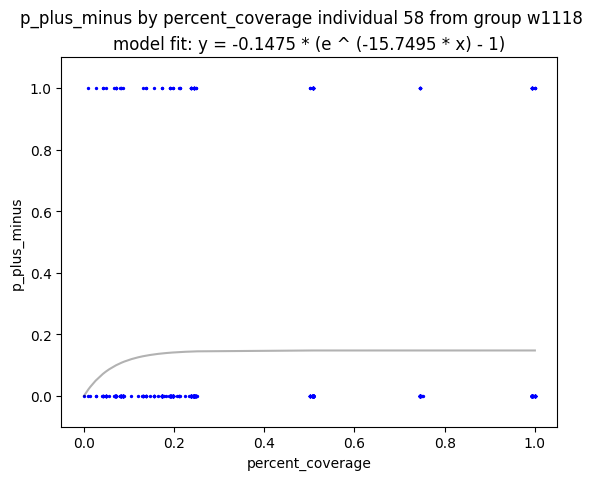 p_plus_minus by percent_coverage individual 58 from group w1118
model fit: y = -0.1475 * (e ^ (-15.7495 * x) - 1)
1.0
0.8
0.6
0.4
0.2
0.0
p_plus_minus
0.0 0.2 0.4 0.6 0.8 1.0
percent_coverage